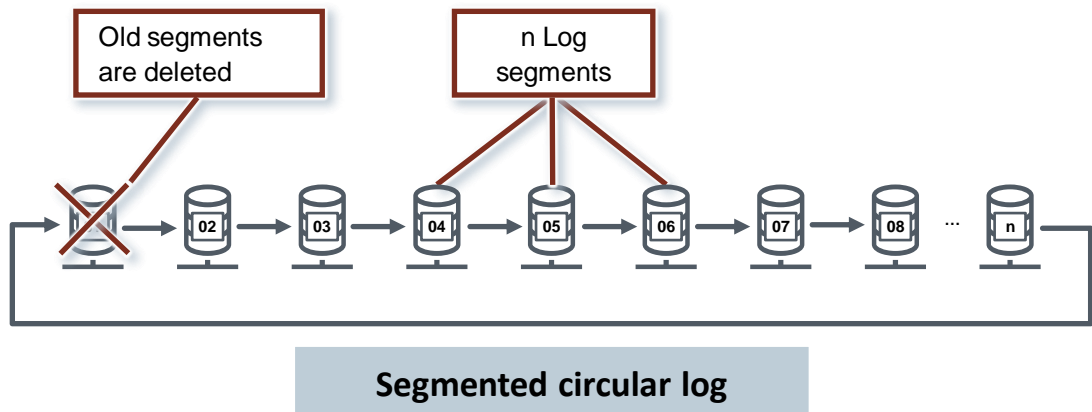 Old segments
are deleted
n Log
segments
02
03
04
05
06
07
08
...
n
Segmented circular log